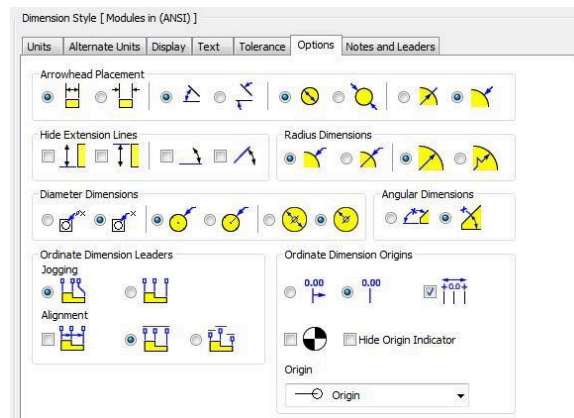 Dimension Style [ Modules in (ANSI) ]
Units Alternate Units Display Text Tolerance Options Notes and Leaders
Arrowhead Placement
Hide Extension Lines
Radius Dimensions
Diameter Dimensions
Angular Dimensions
Ordinate Dimension Leaders
Jogging
Alignment
Ordinate Dimension Origins
0.00 0.00 +0.0+
Hide Origin Indicator
Origin
Origin